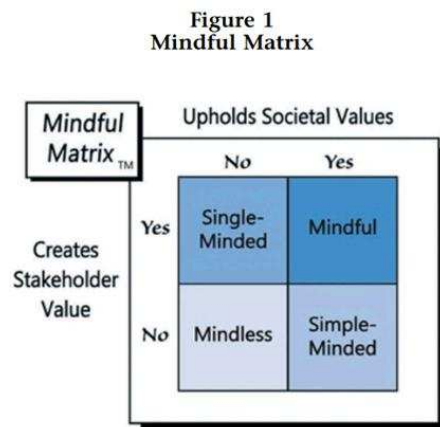 Figure 1
Mindful Matrix
Mindful
Matrix TM
Upholds Societal Values
No Yes
Creates
Stakeholder
Value
Yes
Single-
Minded
Mindful
No
Mindless
Simple-
Minded